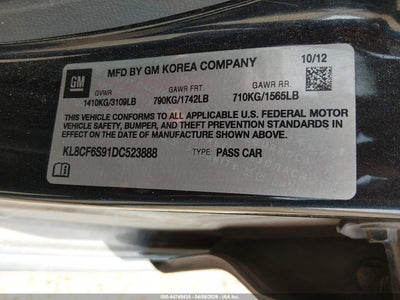 MFD BY GM KOREA COMPANY 10/12
GM
GVWR GAWR FRT. GAWR RR.
1410KG/3109LB 790KG/1742LB 710KG/1565LB
THIS VEHICLE CONFORMS TO ALL APPLICABLE U.S. FEDERAL MOTOR
VEHICLE SAFETY, BUMPER, AND THEFT PREVENTION STANDARDS IN
EFFECT ON THE DATE OF MANUFACTURE SHOWN ABOVE.
KL8CF6S91DC523888 TYPE: PASS CAR